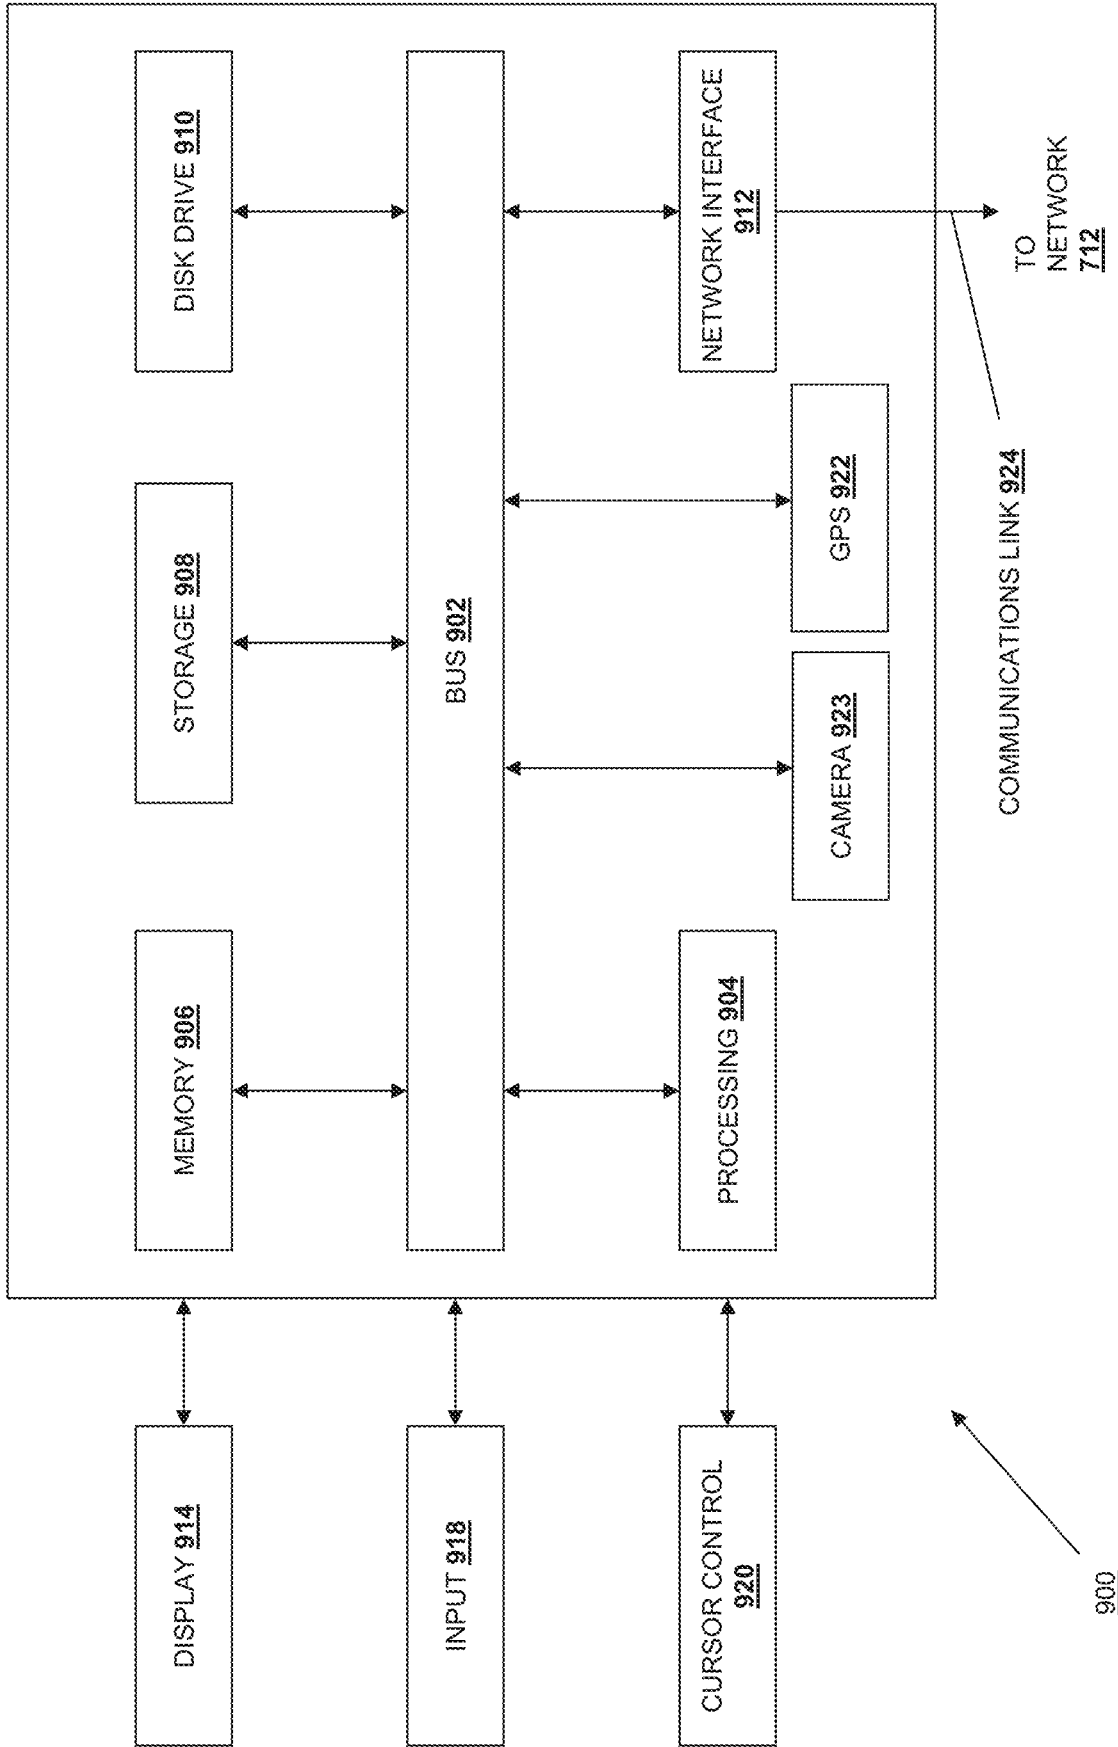 DISPLAY 914
INPUT 918
CURSOR CONTROL
920
900
MEMORY 906
STORAGE 908
DISK DRIVE 910
BUS 902
PROCESSING 904
CAMERA 923
GPS 922
NETWORK INTERFACE
912
COMMUNICATIONS LINK 924
TO
NETWORK
712